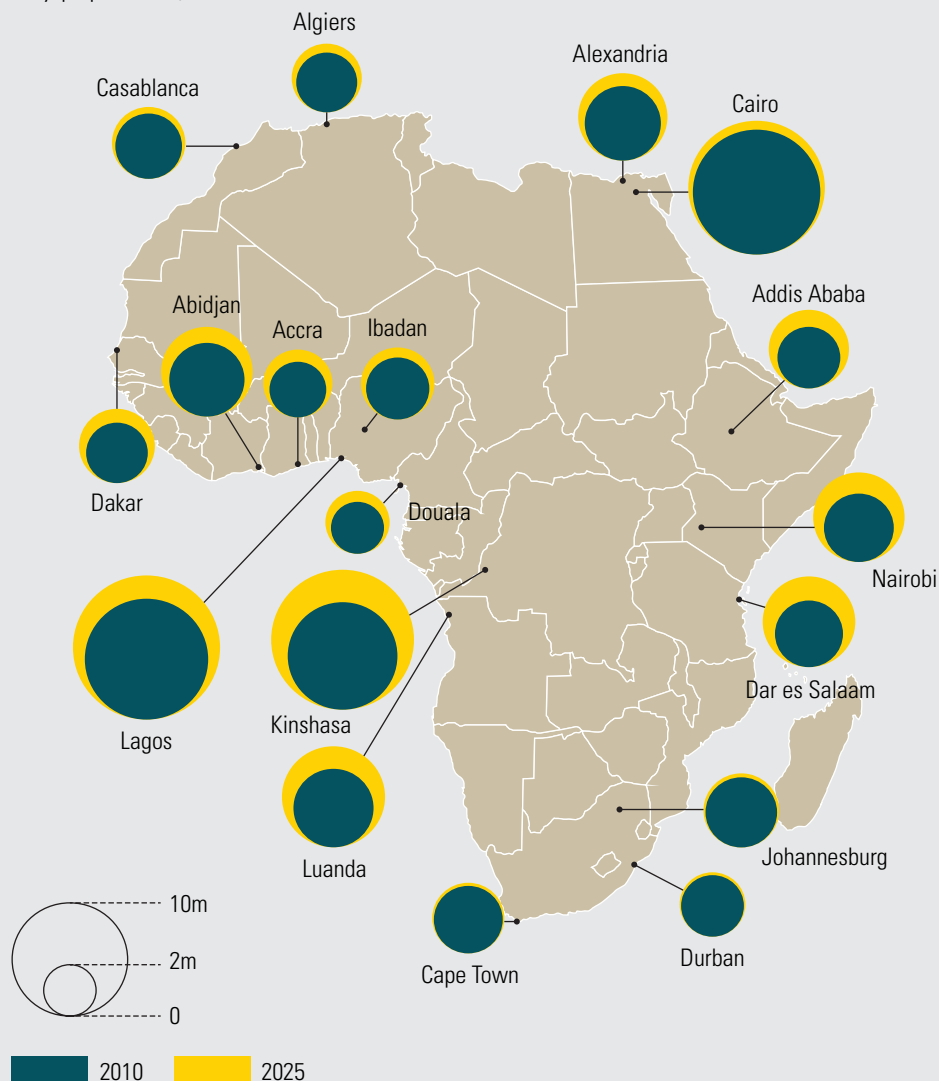 Algiers
Alexandria
Casablanca
Cairo
Addis Ababa
Abidjan
Accra
Ibadan
Dakar
Douala
Nairobi
Dar es Salaam
Lagos
Kinshasa
Luanda
Johannesburg
Durban
Cape Town
10m
2m
0
2010
2025